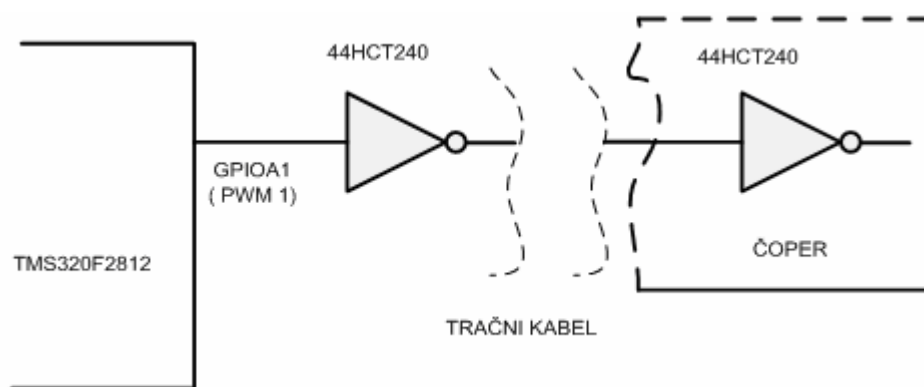 44HCT240
44HCT240
GPIOA1
( PWM 1)
TMS320F2812
ČOPER
TRAČNI KABEL